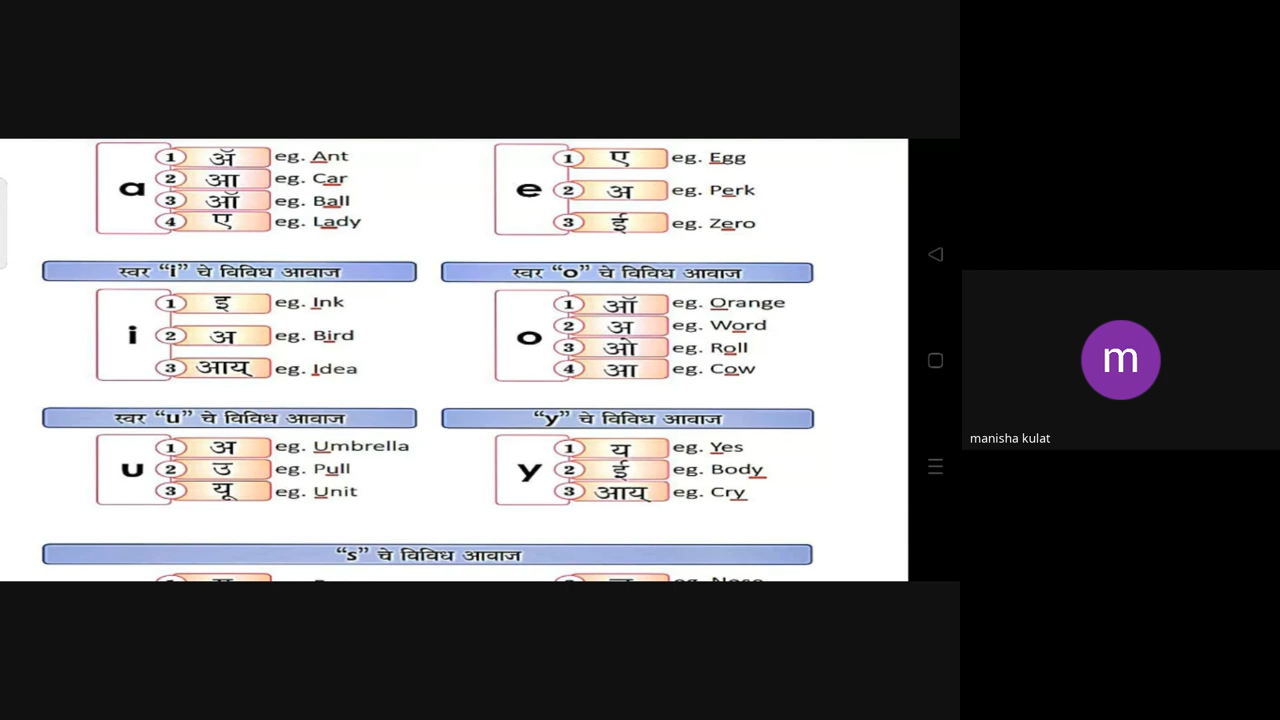 a
1 ॲ eg. Ant
2 आ eg. Car
3 ऑ eg. Ball
4 ए eg. Lady
e
1 ए eg. Egg
2 अ eg. Perk
3 ई eg. Zero
स्वर “i” चे विविध आवाज
i
1 इ eg. Ink
2 अ eg. Bird
3 आय् eg. Idea
स्वर “o” चे विविध आवाज
o
1 ऑ eg. Orange
2 अ eg. Word
3 ओ eg. Roll
4 आ eg. Cow
स्वर “u” चे विविध आवाज
u
1 अ eg. Umbrella
2 उ eg. Pull
3 यू eg. Unit
“y” चे विविध आवाज
y
1 य eg. Yes
2 ई eg. Body
3 आय् eg. Cry
“s” चे विविध आवाज
eg. Nose
m
manisha kulat